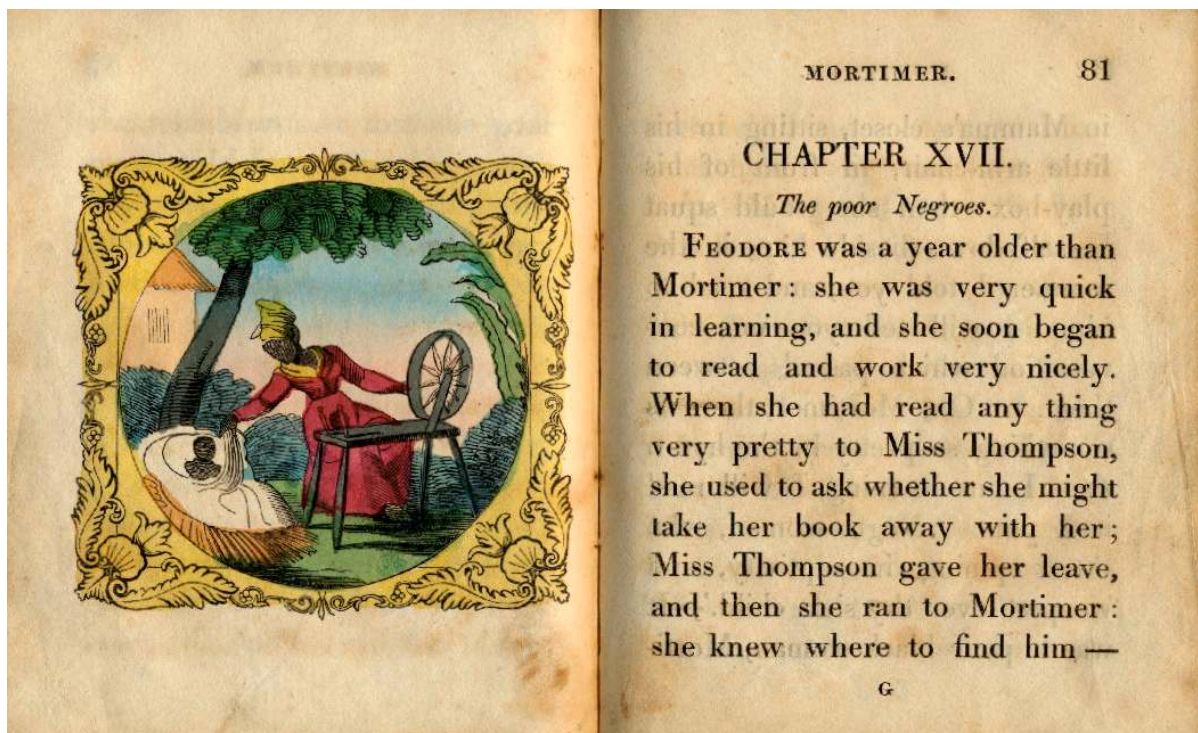 MORTIMER. 81
CHAPTER XVII.
The poor Negroes.
FEODORE was a year older than
Mortimer : she was very quick
in learning, and she soon began
to read and work very nicely.
When she had read any thing
very pretty to Miss Thompson,
she used to ask whether she might
take her book away with her ;
Miss Thompson gave her leave,
and then she ran to Mortimer :
she knew where to find him —
G